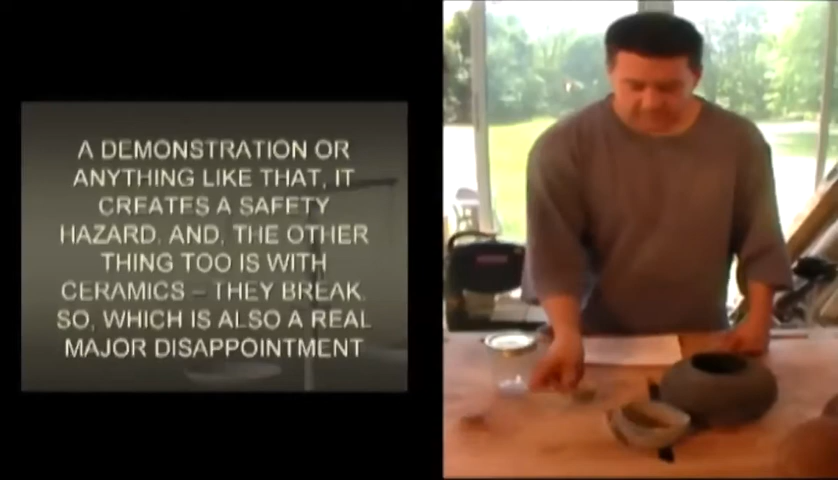 A DEMONSTRATION OR
ANYTHING LIKE THAT, IT
CREATES A SAFETY
HAZARD. AND, THE OTHER
THING TOO IS WITH
CERAMICS – THEY BREAK.
SO, WHICH IS ALSO A REAL
MAJOR DISAPPOINTMENT